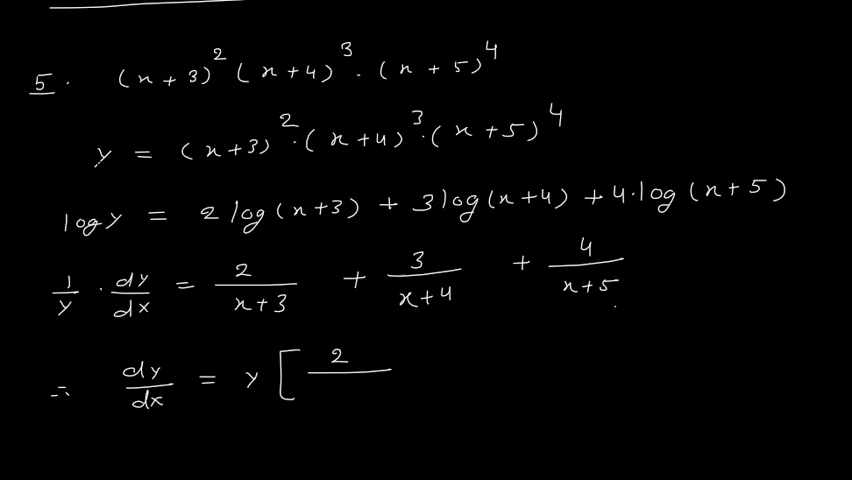 5. (x+3)² (x+4)³ · (x+5)⁴
y = (x+3)² · (x+4)³ · (x+5)⁴
log y = 2 log(x+3) + 3 log(x+4) + 4 · log(x+5)
1/y · dy/dx = 2/(x+3) + 3/(x+4) + 4/(x+5)
∴ dy/dx = y [ 2/